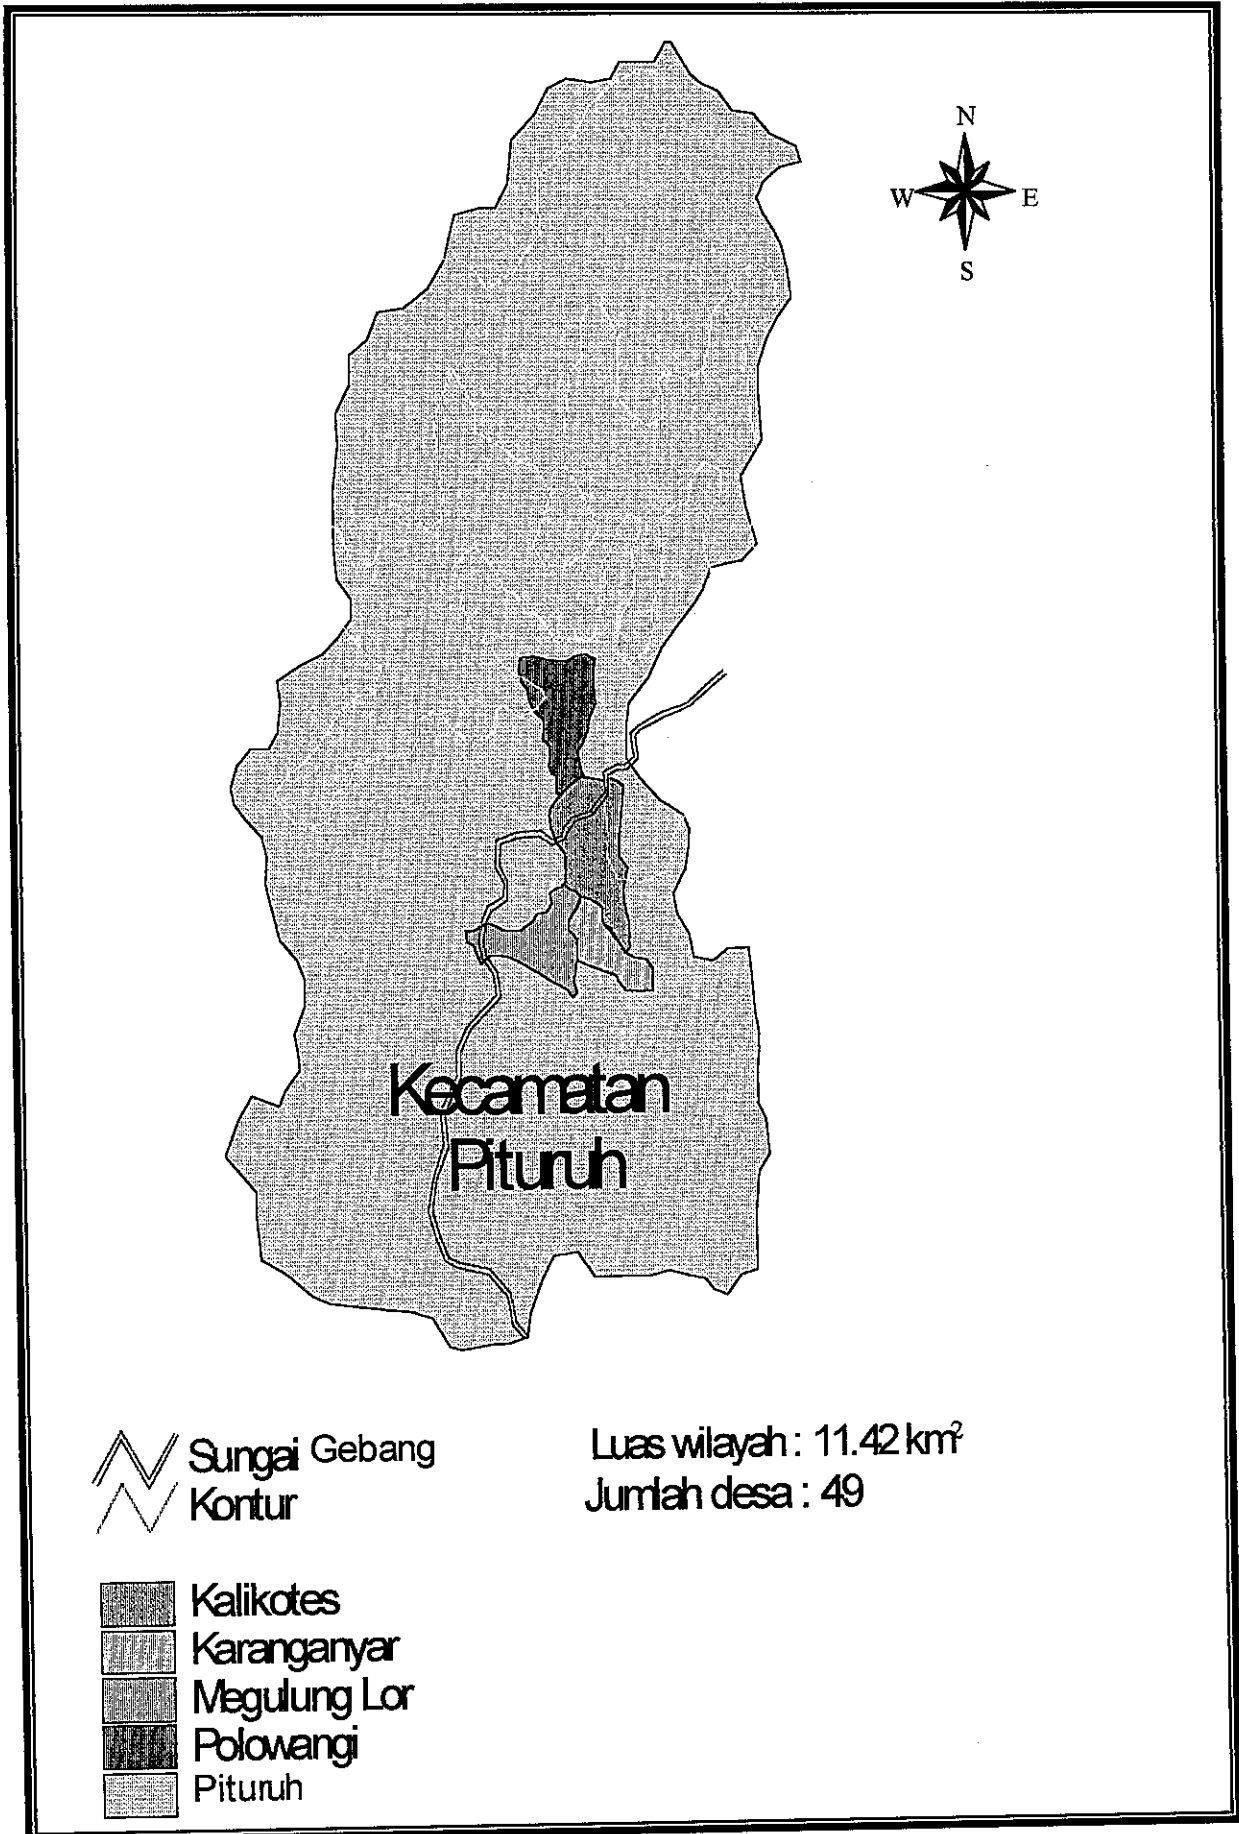 N
W E
S
Kecamatan
Pituruh
Sungai Gebang
Kontur
Luas wilayah : 11.42 km²
Jumlah desa : 49
Kalikotes
Karanganyar
Megulung Lor
Polowangi
Pituruh